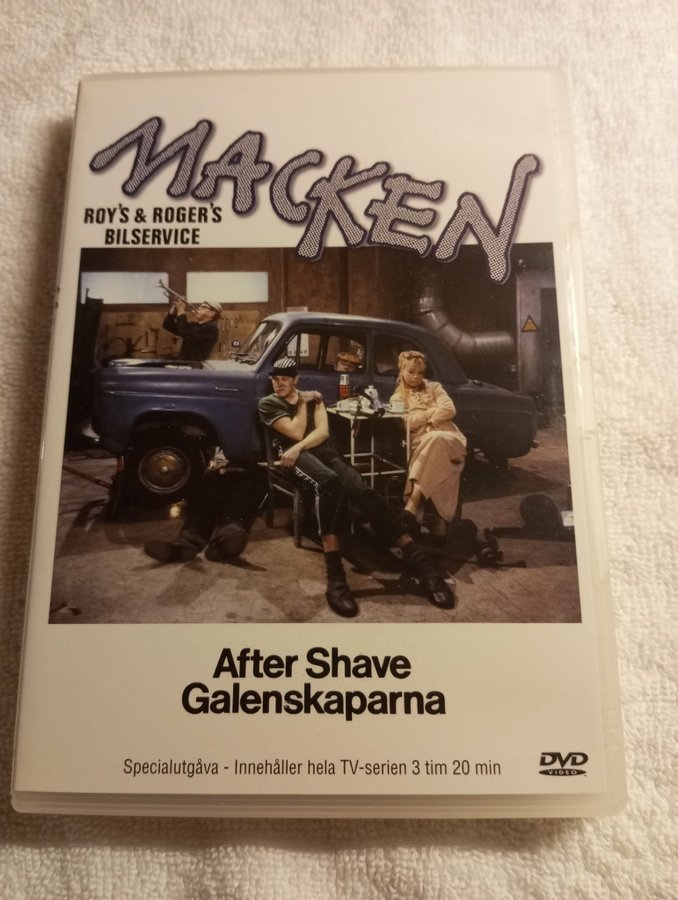 MACKEN
ROY'S & ROGER'S
BILSERVICE
After Shave
Galenskaparna
Specialutgåva - Innehåller hela TV-serien 3 tim 20 min
DVD
VIDEO